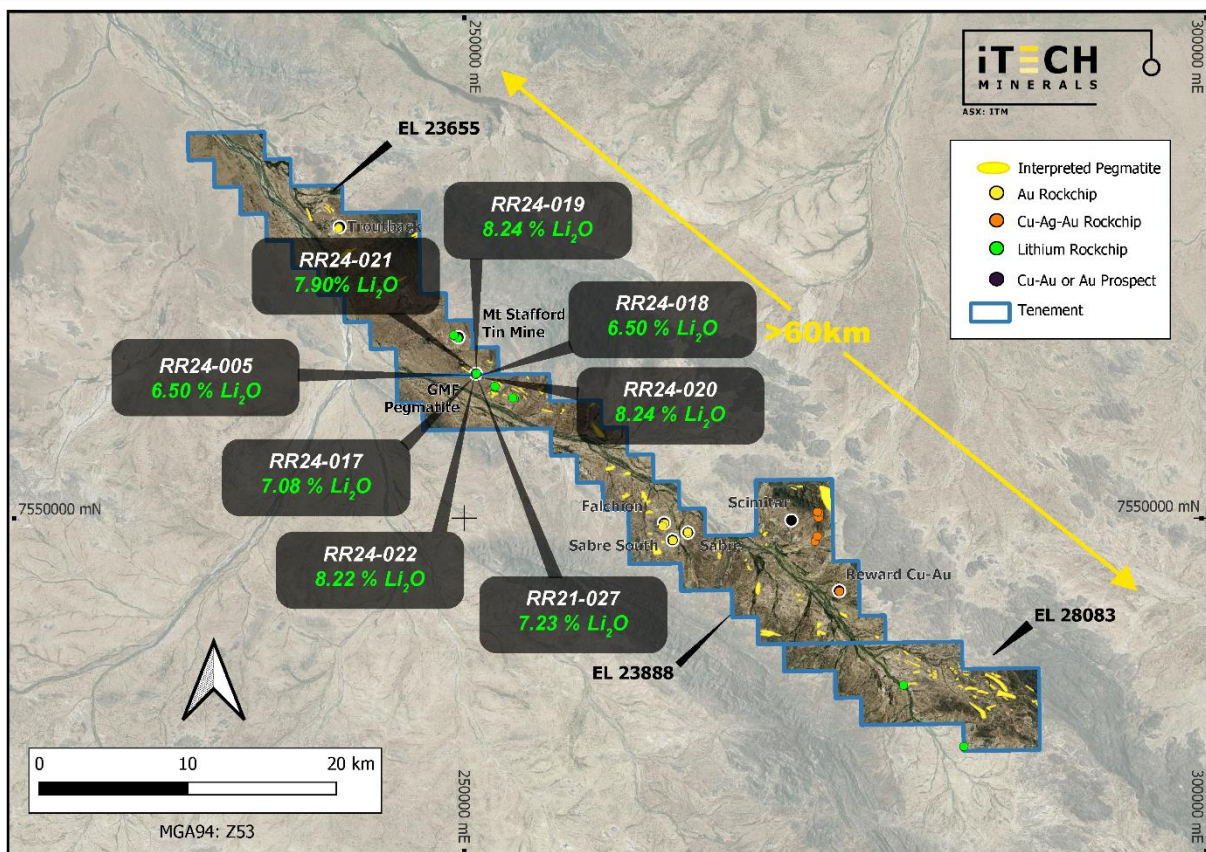 250000 mE
300000 mE
iTECH
MINERALS
ASX: ITM
EL 23655
Interpreted Pegmatite
Au Rockchip
Cu-Ag-Au Rockchip
Lithium Rockchip
Cu-Au or Au Prospect
Tenement
RR24-019
8.24 % Li₂O
Troutback
RR24-021
7.90% Li₂O
Mt Stafford
Tin Mine
RR24-018
6.50 % Li₂O
>60km
RR24-005
6.50 % Li₂O
GMF
Pegmatite
RR24-020
8.24 % Li₂O
RR24-017
7.08 % Li₂O
7550000 mN
Falchion
Scimitar
7550000 mN
Sabre South
Sabre
RR24-022
8.22 % Li₂O
Reward Cu-Au
RR21-027
7.23 % Li₂O
EL 28083
EL 23888
0 10 20 km
MGA94: Z53
250000 mE
300000 mE